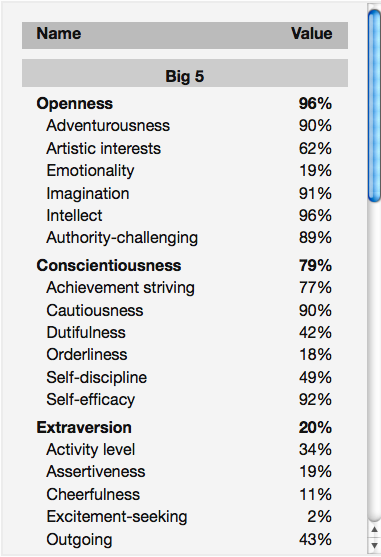 Name Value
Big 5
Openness 96%
Adventurousness 90%
Artistic interests 62%
Emotionality 19%
Imagination 91%
Intellect 96%
Authority-challenging 89%
Conscientiousness 79%
Achievement striving 77%
Cautiousness 90%
Dutifulness 42%
Orderliness 18%
Self-discipline 49%
Self-efficacy 92%
Extraversion 20%
Activity level 34%
Assertiveness 19%
Cheerfulness 11%
Excitement-seeking 2%
Outgoing 43%